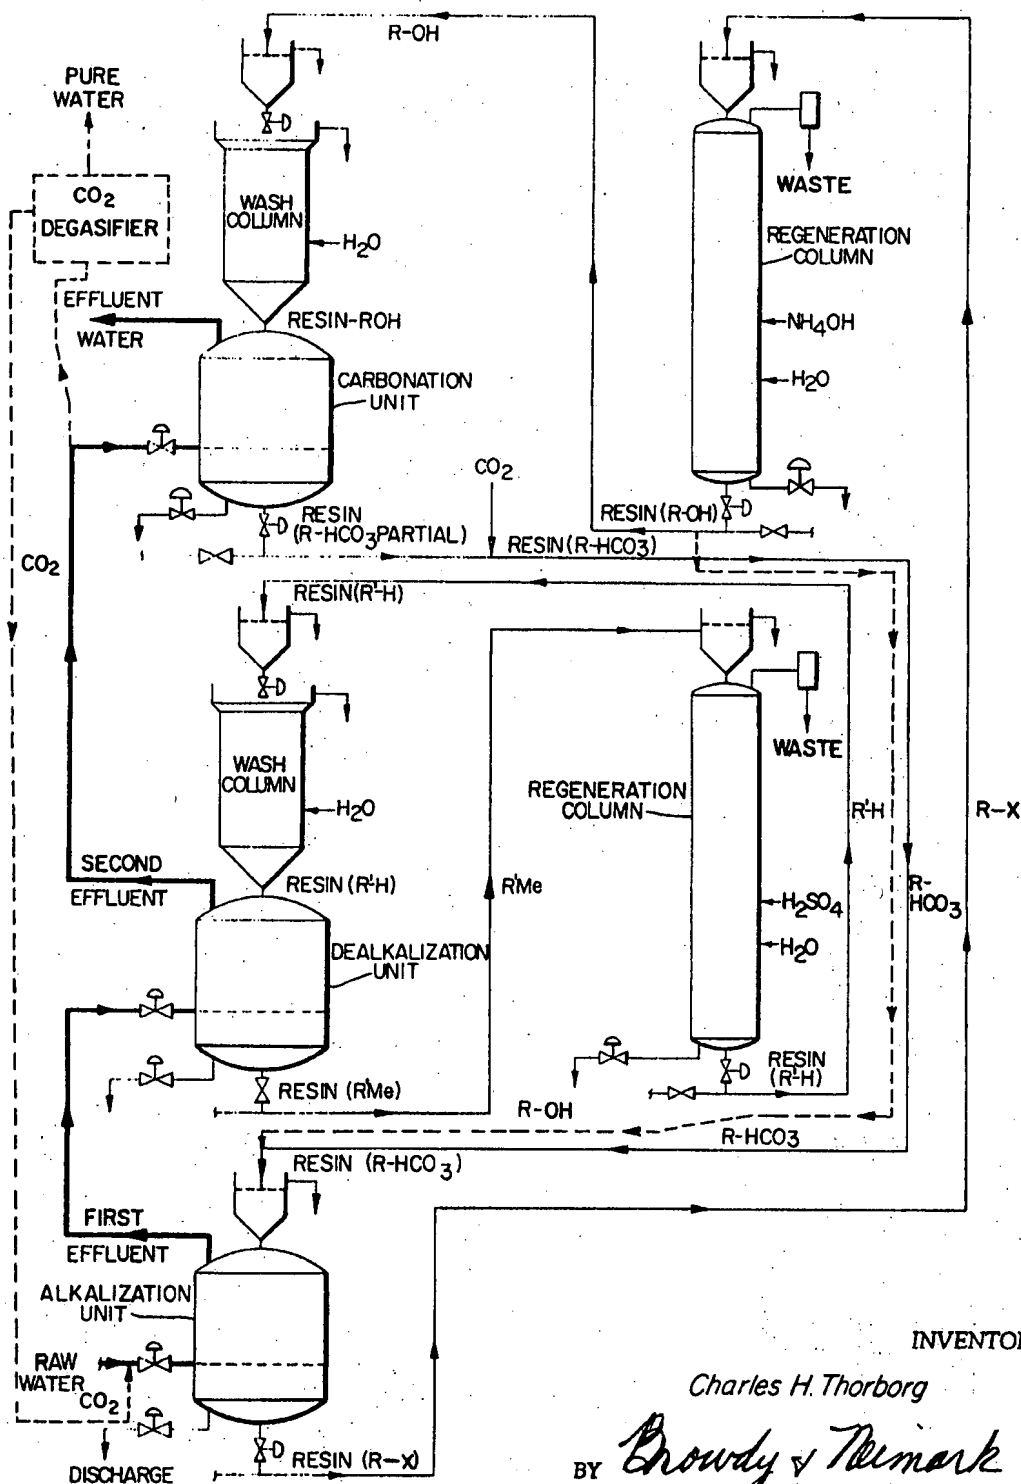 R-OH
PURE
WATER
CO2
DEGASIFIER
WASH
COLUMN
H2O
WASTE
REGENERATION
COLUMN
NH4OH
H2O
EFFLUENT
WATER
RESIN-ROH
CARBONATION
UNIT
CO2
RESIN
(R-HCO3 PARTIAL)
RESIN (R-OH)
RESIN (R-HCO3)
CO2
RESIN (R'-H)
WASH
COLUMN
H2O
WASTE
REGENERATION
COLUMN
R'-H
R-X
SECOND
EFFLUENT
RESIN (R'-H)
R'Me
R-
HCO3
H2SO4
H2O
DEALKALIZATION
UNIT
RESIN (R'Me)
RESIN
(R'-H)
R-OH
R-HCO3
RESIN (R-HCO3)
FIRST
EFFLUENT
ALKALIZATION
UNIT
RAW
WATER
CO2
DISCHARGE
RESIN (R-X)
INVENTO
Charles H. Thorborg
BY Browdy & Neimark